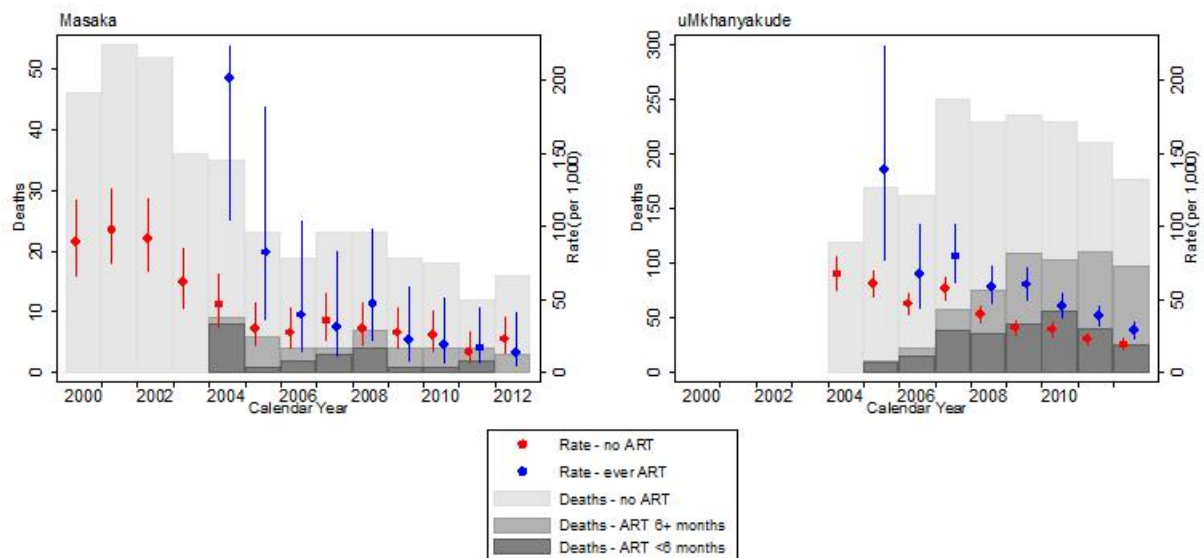 Masaka
uMkhanyakude
Deaths
0 10 20 30 40 50
Rate (per 1,000)
0 50 100 150 200
2000 2002 2004 2006 2008 2010 2012
Calendar Year
Deaths
0 50 100 150 200 250 300
Rate (per 1,000)
0 50 100 150 200
2000 2002 2004 2006 2008 2010
Calendar Year
Rate - no ART
Rate - ever ART
Deaths - no ART
Deaths - ART 6+ months
Deaths - ART <6 months